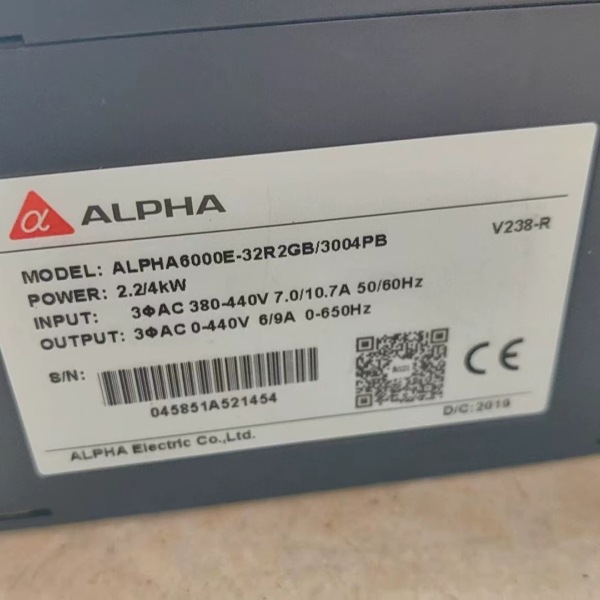 α ALPHA
V238-R
MODEL: ALPHA6000E-32R2GB/3004PB
POWER: 2.2/4kW
INPUT: 3ΦAC 380-440V 7.0/10.7A 50/60Hz
OUTPUT: 3ΦAC 0-440V 6/9A 0-650Hz
S/N:
045851A521454
CE
D/C:2019
ALPHA Electric Co.,Ltd.